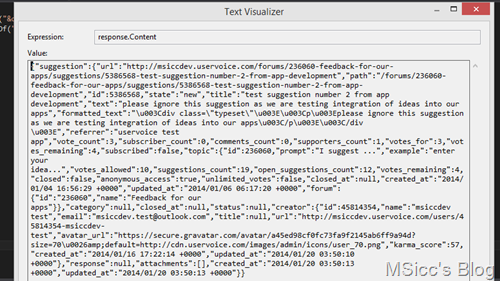 ("&c
Of("
Text Visualizer
Expression:
response.Content
Value:
{"suggestion":{"url":"http://msiccdev.uservoice.com/forums/236060-feedback-for-our-
apps/suggestions/5386568-test-suggestion-number-2-from-app-development","path":"/forums/236060-
feedback-for-our-apps/suggestions/5386568-test-suggestion-number-2-from-app-
development","id":5386568,"state":"new","title":"test suggestion number 2 from app
development","text":"please ignore this suggestion as we are testing integration of ideas into our
apps","formatted_text":"\u003Cdiv class=\"typeset\"\u003E\u003Cp\u003Eplease ignore this suggestion
as we are testing integration of ideas into our apps\u003C/p\u003E\u003C/div
\u003E","referrer":"uservoice test
app","vote_count":3,"subscriber_count":0,"comments_count":0,"supporters_count":1,"votes_for":3,"vot
es_remaining":4,"subscribed":false,"topic":{"id":236060,"prompt":"I suggest ...","example":"enter
your
idea...","votes_allowed":10,"suggestions_count":19,"open_suggestions_count":12,"votes_remaining":4,
"closed":false,"anonymous_access":true,"unlimited_votes":false,"closed_at":null,"created_at":"2014/
01/04 16:56:29 +0000","updated_at":"2014/01/06 06:17:20 +0000","forum":
{"id":236060,"name":"Feedback for our
apps"}},"category":null,"closed_at":null,"status":null,"creator":{"id":45814354,"name":"msiccdev
test","email":"msiccdev.test@outlook.com","title":null,"url":"http://msiccdev.uservoice.com/users/4
5814354-msiccdev-
test","avatar_url":"https://secure.gravatar.com/avatar/a45ed98cf0fc73fa9f2145ab6ff9a94d?
size=70\u0026amp;default=http://cdn.uservoice.com/images/admin/icons/user_70.png","karma_score":57,
"created_at":"2014/01/16 17:22:14 +0000","updated_at":"2014/01/20 03:50:10
+0000"},"response":null,"attachments":[],"created_at":"2014/01/20 03:50:13
+0000","updated_at":"2014/01/20 03:50:13 +0000"}}
MSicc's Blog